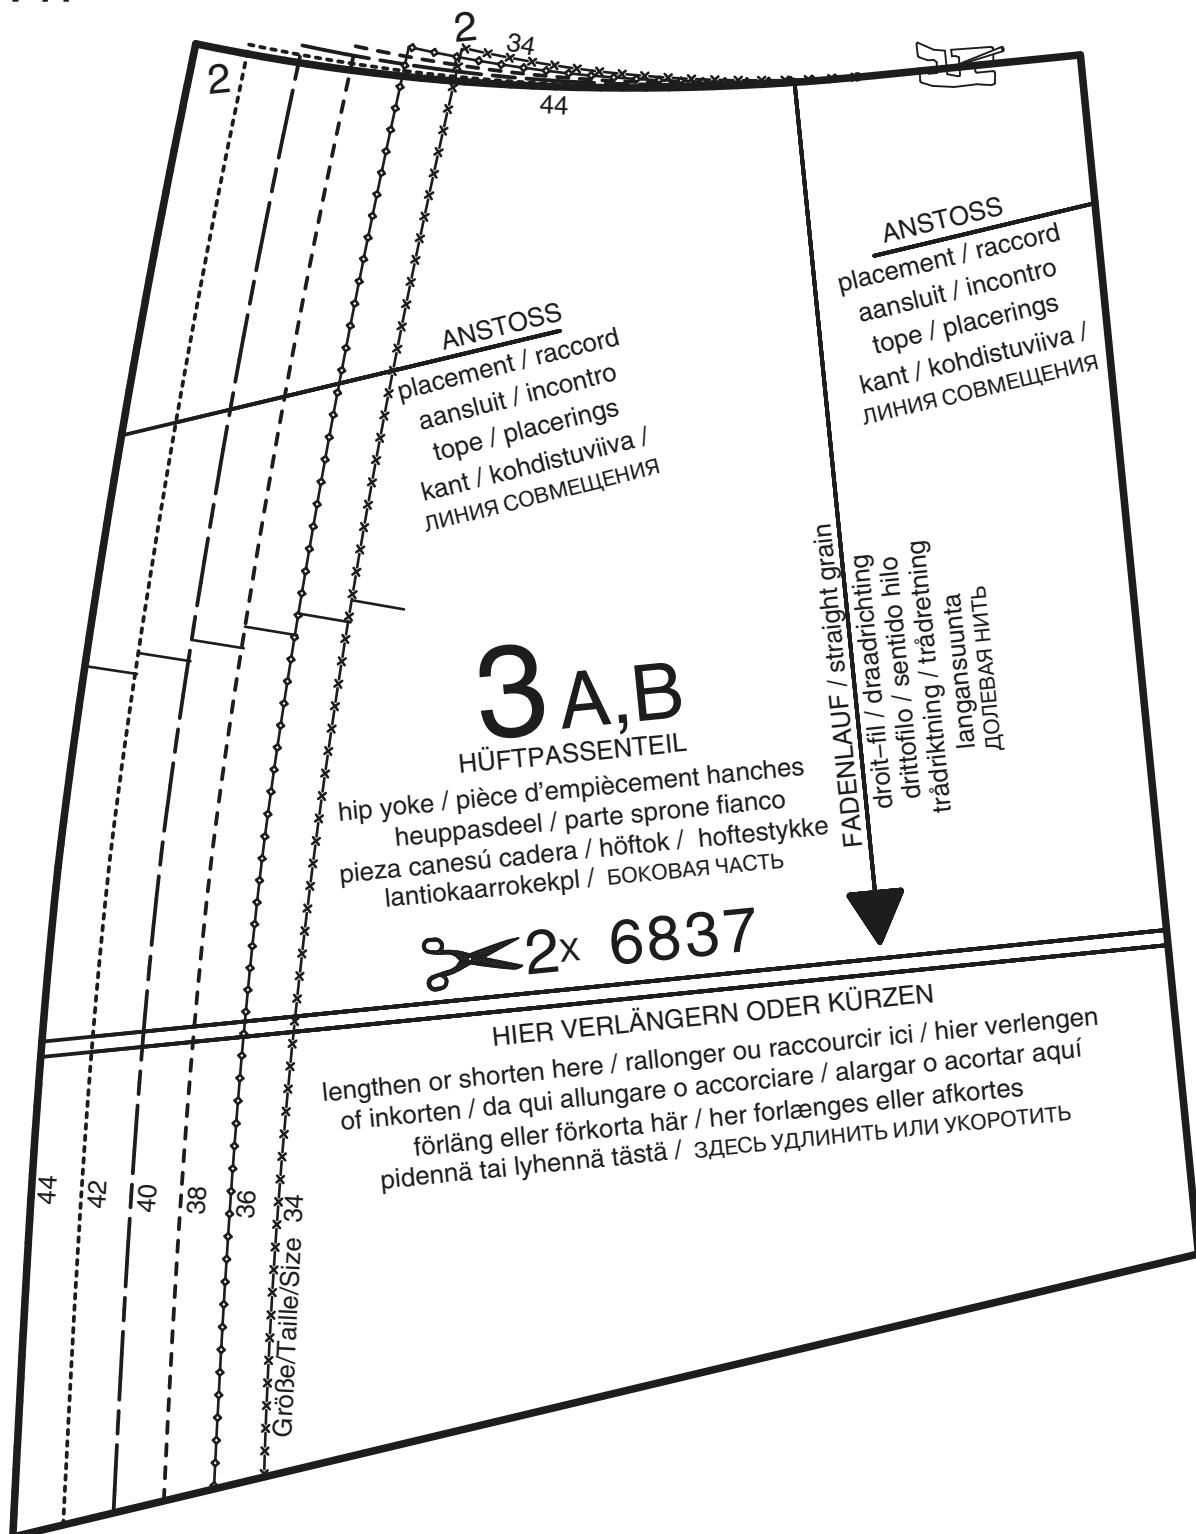 2
34
2
44
ANSTOSS
placement / raccord
aansluit / incontro
tope / placerings
kant / kohdistuviiva /
ЛИНИЯ СОВМЕЩЕНИЯ
ANSTOSS
placement / raccord
aansluit / incontro
tope / placerings
kant / kohdistuviiva /
ЛИНИЯ СОВМЕЩЕНИЯ
FADENLAUF / straight grain
droit–fil / draadrichting
drittofilo / sentido hilo
trådriktning / trådretning
langansuunta
ДОЛЕВАЯ НИТЬ
3 A,B
HÜFTPASSENTEIL
hip yoke / pièce d’empiècement hanches
heuppasdeel / parte sprone fianco
pieza canesú cadera / höftok / hoftestykke
lantiokaarrokekpl / БОКОВАЯ ЧАСТЬ
2x 6837
HIER VERLÄNGERN ODER KÜRZEN
lengthen or shorten here / rallonger ou raccourcir ici / hier verlengen
of inkorten / da qui allungare o accorciare / alargar o acortar aquí
förläng eller förkorta här / her forlænges eller afkortes
pidennä tai lyhennä tästä / ЗДЕСЬ УДЛИНИТЬ ИЛИ УКОРОТИТЬ
44
42
40
38
36
Größe/Taille/Size 34